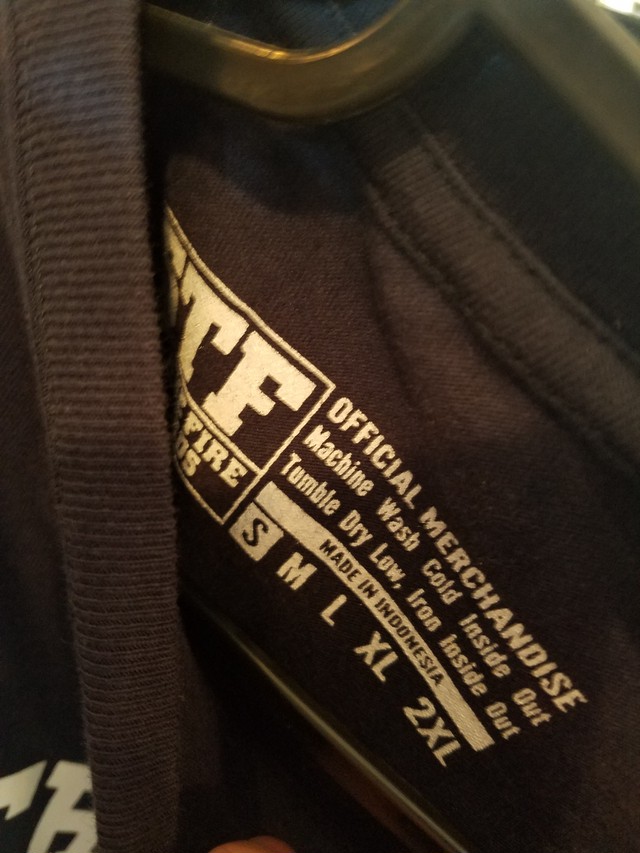 TF
FIRE
US
OFFICIAL MERCHANDISE
Machine Wash Cold Inside Out
Tumble Dry Low, Iron Inside Out
MADE IN INDONESIA
S M L XL 2XL